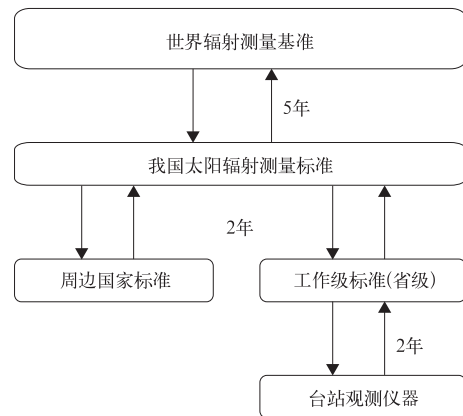 世界辐射测量基准
5年
我国太阳辐射测量标准
2年
周边国家标准
工作级标准(省级)
2年
台站观测仪器